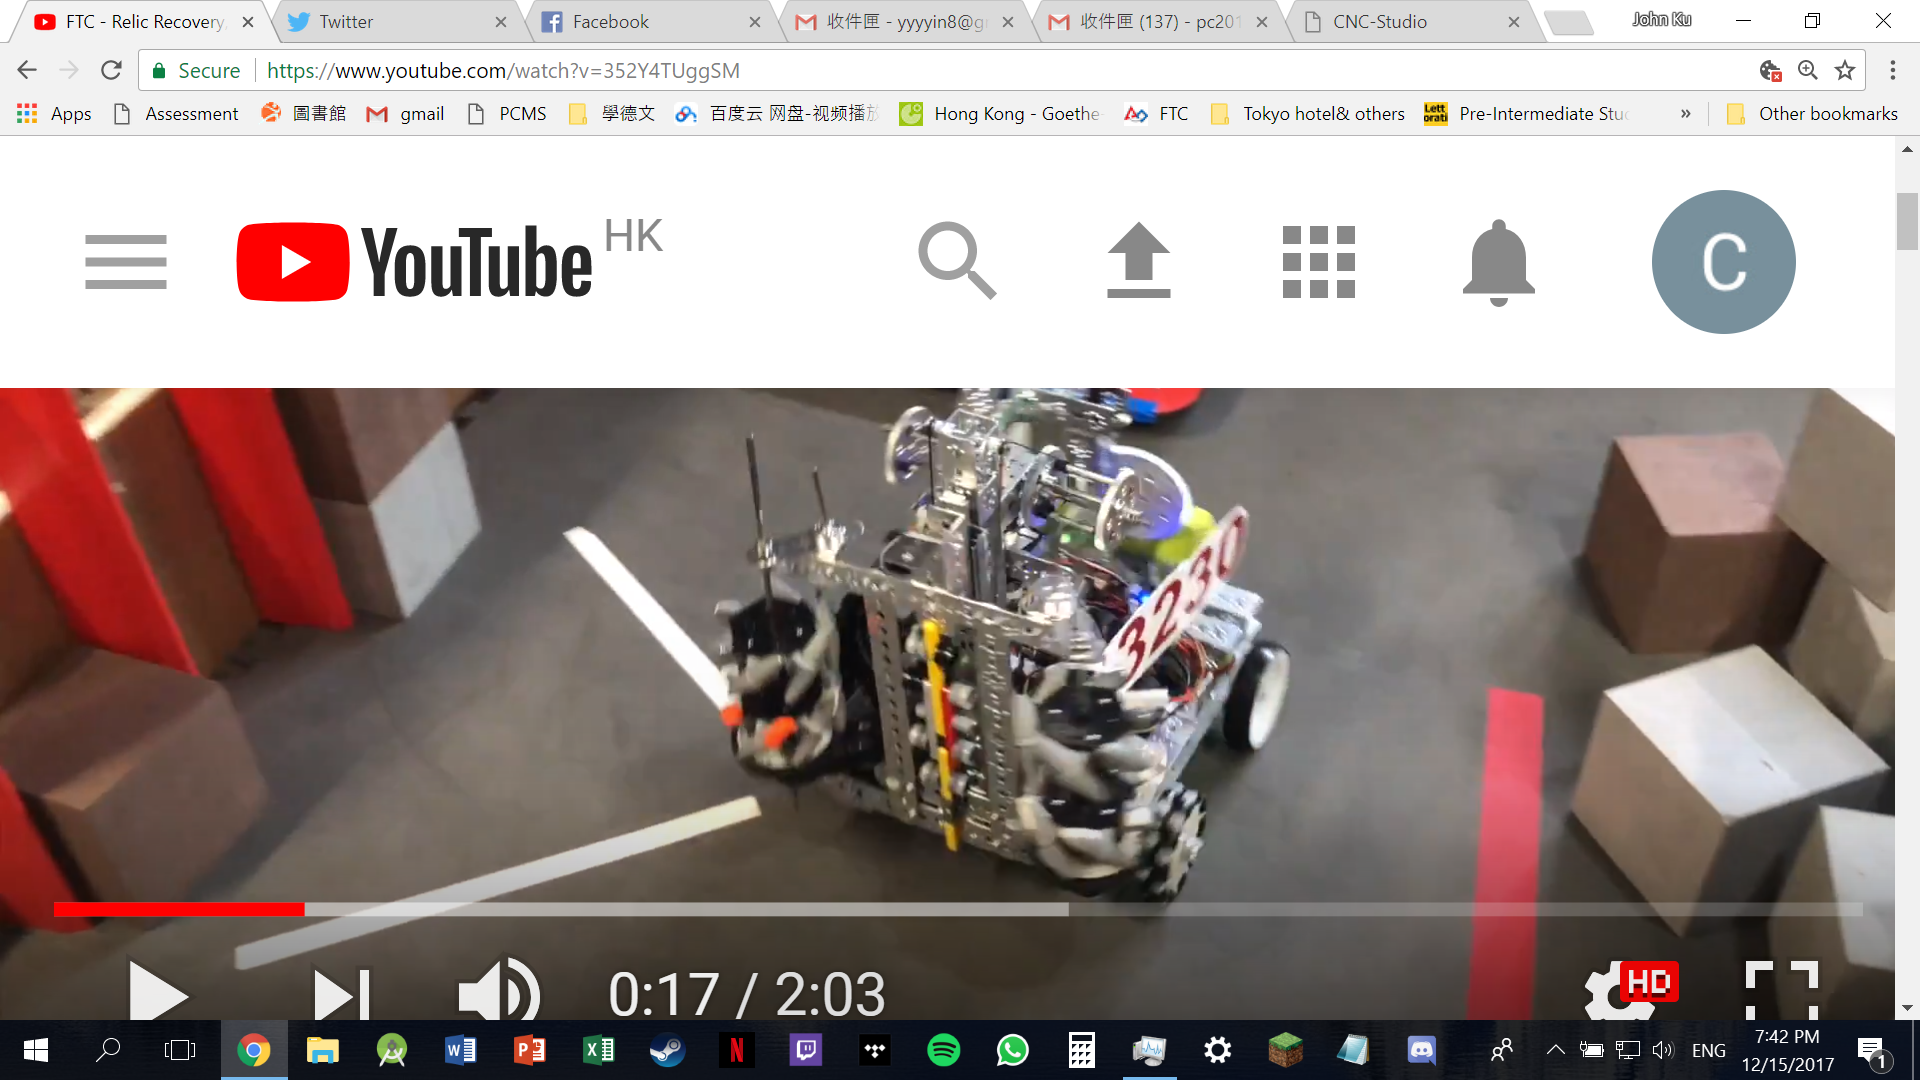 FTC - Relic Recovery
Twitter
Facebook
收件匣 - yyyyin8@g
收件匣 (137) - pc201
CNC-Studio
John Ku
Secure
https://www.youtube.com/watch?v=352Y4TUggSM
Apps
Assessment
圖書館
gmail
PCMS
學德文
百度云 网盘-视频播放
Hong Kong - Goethe
FTC
Tokyo hotel& others
Lett
orati
Pre-Intermediate Stu
»
Other bookmarks
YouTube HK
C
3230
0:17 / 2:03
HD
ENG
7:42 PM
12/15/2017
1